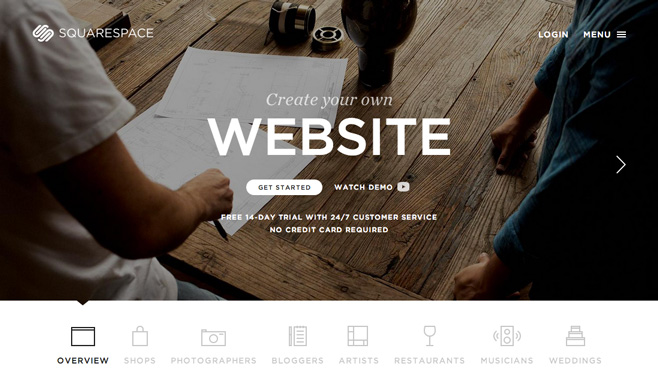 SQUARESPACE
LOGIN MENU
Create your own
WEBSITE
GET STARTED WATCH DEMO
FREE 14-DAY TRIAL WITH 24/7 CUSTOMER SERVICE
NO CREDIT CARD REQUIRED
OVERVIEW SHOPS PHOTOGRAPHERS BLOGGERS ARTISTS RESTAURANTS MUSICIANS WEDDINGS